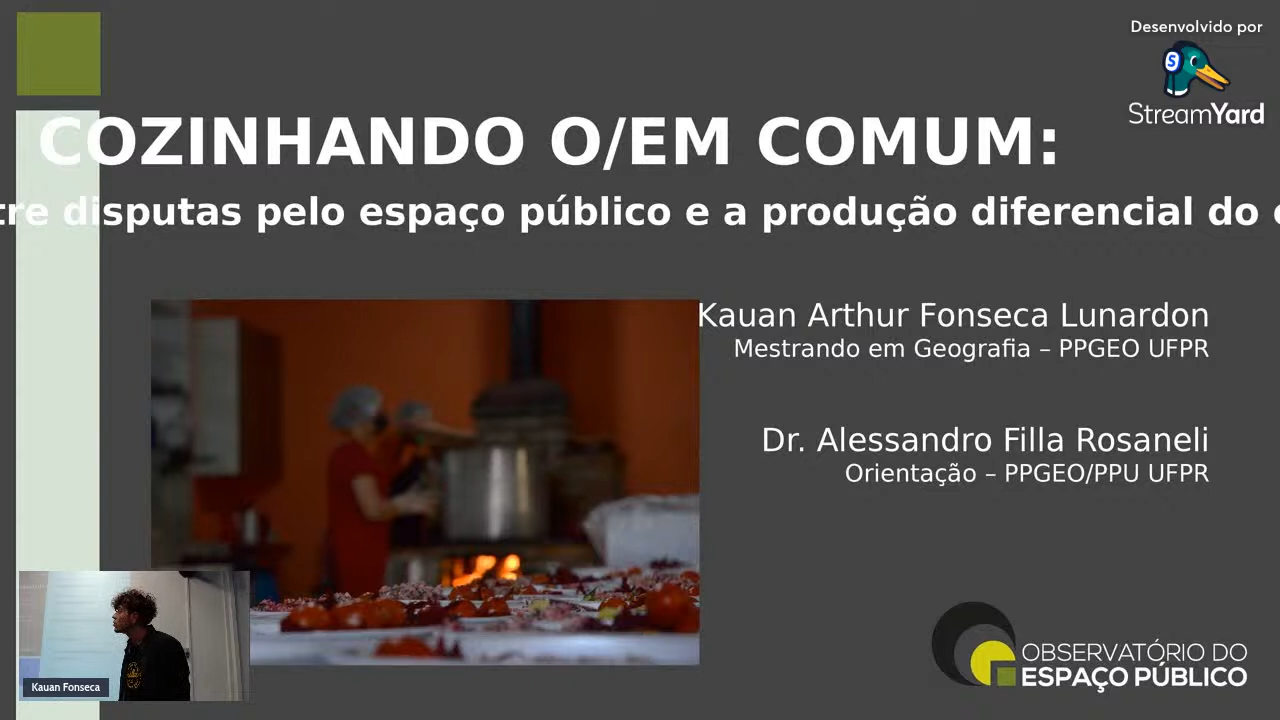 Desenvolvido por
StreamYard
COZINHANDO O/EM COMUM:
tre disputas pelo espaço público e a produção diferencial do
Kauan Arthur Fonseca Lunardon
Mestrando em Geografia – PPGEO UFPR
Dr. Alessandro Filla Rosaneli
Orientação – PPGEO/PPU UFPR
OBSERVATÓRIO DO
ESPAÇO PÚBLICO
Kauan Fonseca